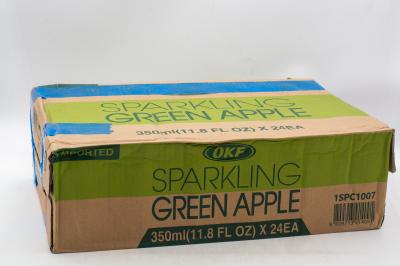 SPARKLING
GREEN APPLE
350ml(11.8 FL OZ) X 24EA
IMPORTED
OKF
SPARKLING
GREEN APPLE
350ml(11.8 FL OZ) X 24EA
1SPC1007